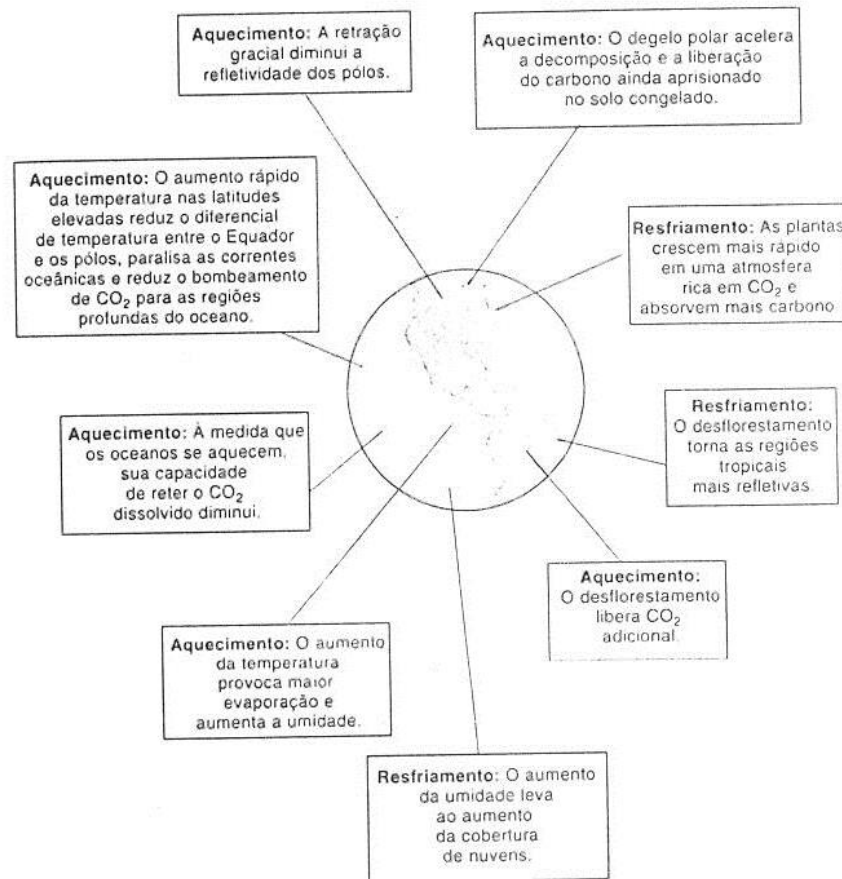 Aquecimento: A retração
gracial diminui a
refletividade dos pólos.
Aquecimento: O degelo polar acelera
a decomposição e a liberação
do carbono ainda aprisionado
no solo congelado.
Aquecimento: O aumento rápido
da temperatura nas latitudes
elevadas reduz o diferencial
de temperatura entre o Equador
e os pólos, paralisa as correntes
oceânicas e reduz o bombeamento
de CO₂ para as regiões
profundas do oceano.
Resfriamento: As plantas
crescem mais rápido
em uma atmosfera
rica em CO₂ e
absorvem mais carbono
Aquecimento: À medida que
os oceanos se aquecem,
sua capacidade
de reter o CO₂
dissolvido diminui.
Resfriamento:
O desflorestamento
torna as regiões
tropicais
mais refletivas.
Aquecimento:
O desflorestamento
libera CO₂
adicional.
Aquecimento: O aumento
da temperatura
provoca maior
evaporação e
aumenta a umidade.
Resfriamento: O aumento
da umidade leva
ao aumento
da cobertura
de nuvens.